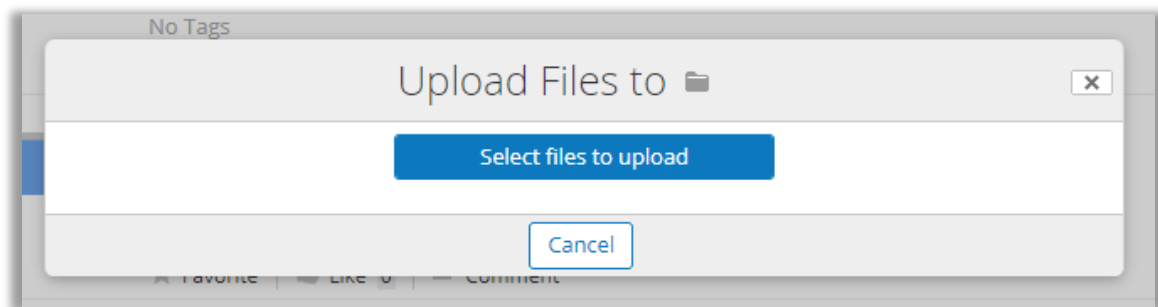 No Tags
Upload Files to
Select files to upload
Cancel
Favorite Like 0 Comment